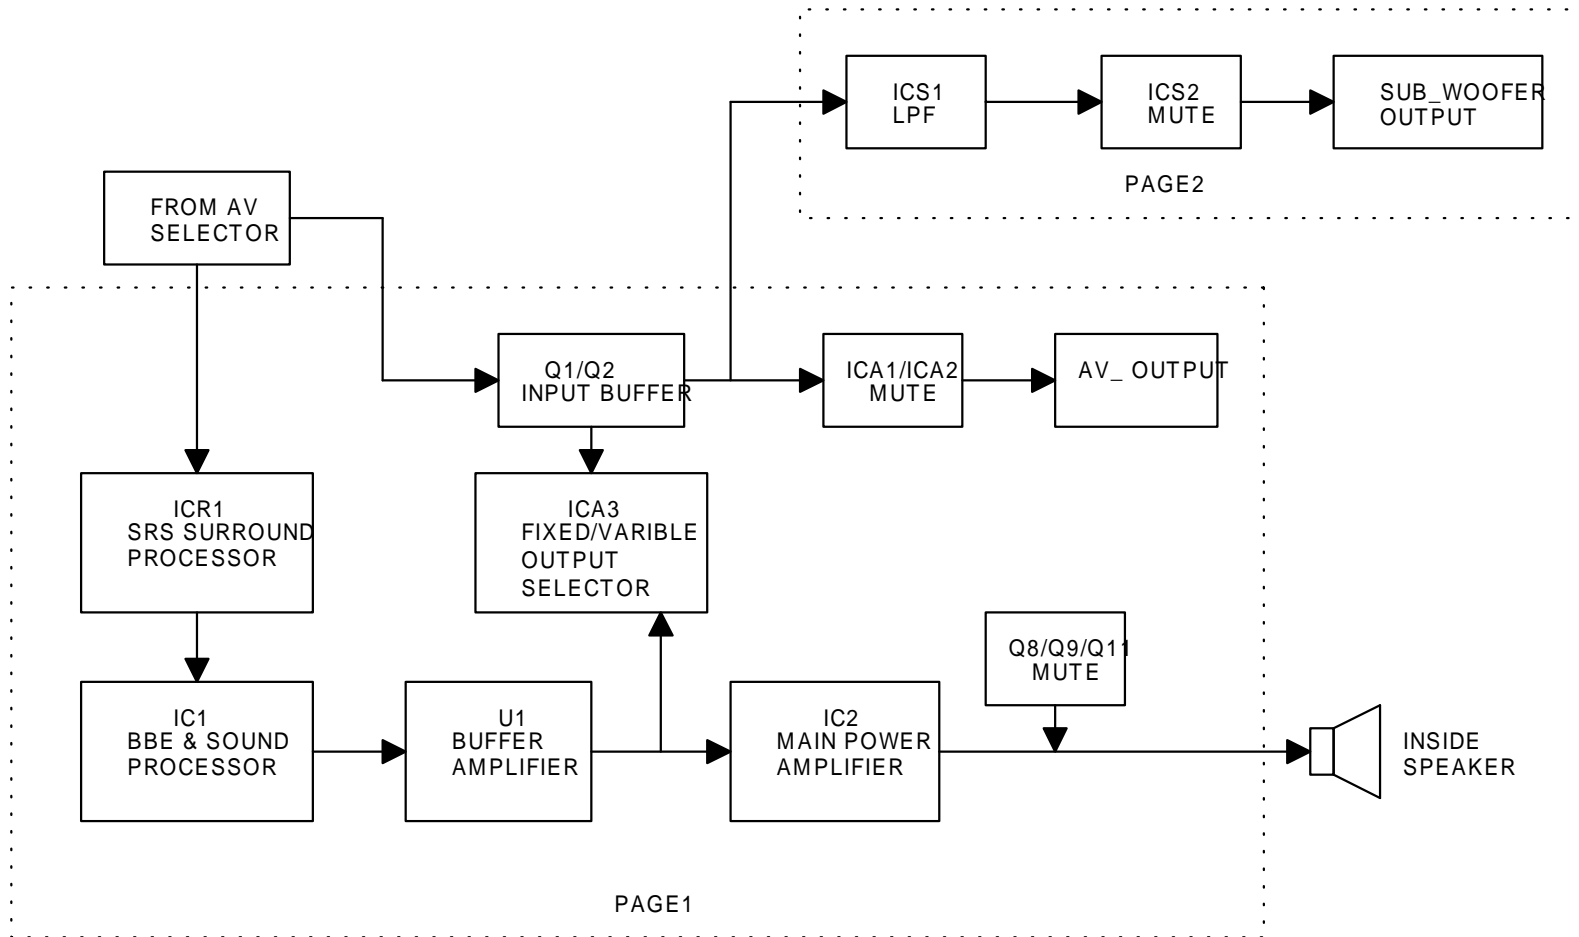 ICS1
LPF
ICS2
MUTE
SUB_WOOFER
OUTPUT
PAGE2
FROM AV
SELECTOR
Q1/Q2
INPUT BUFFER
ICA1/ICA2
MUTE
AV_ OUTPUT
ICR1
SRS SURROUND
PROCESSOR
ICA3
FIXED/VARIBLE
OUTPUT
SELECTOR
Q8/Q9/Q11
MUTE
IC1
BBE & SOUND
PROCESSOR
U1
BUFFER
AMPLIFIER
IC2
MAIN POWER
AMPLIFIER
INSIDE
SPEAKER
PAGE1